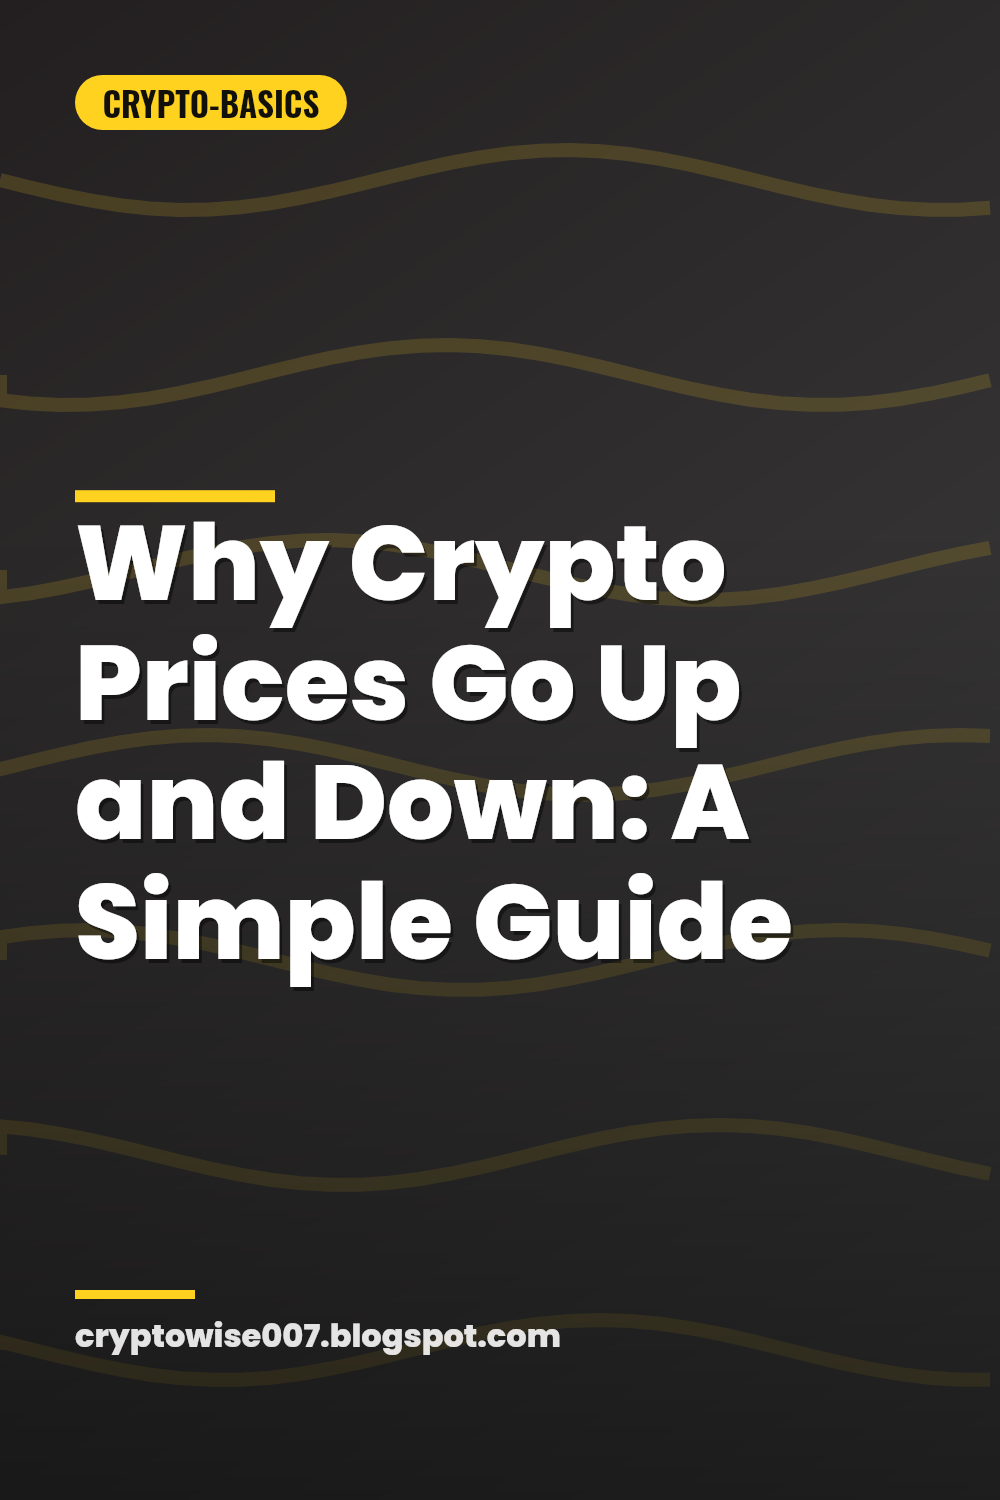 CRYPTO-BASICS
Why Crypto
Prices Go Up
and Down: A
Simple Guide
cryptowise007.blogspot.com